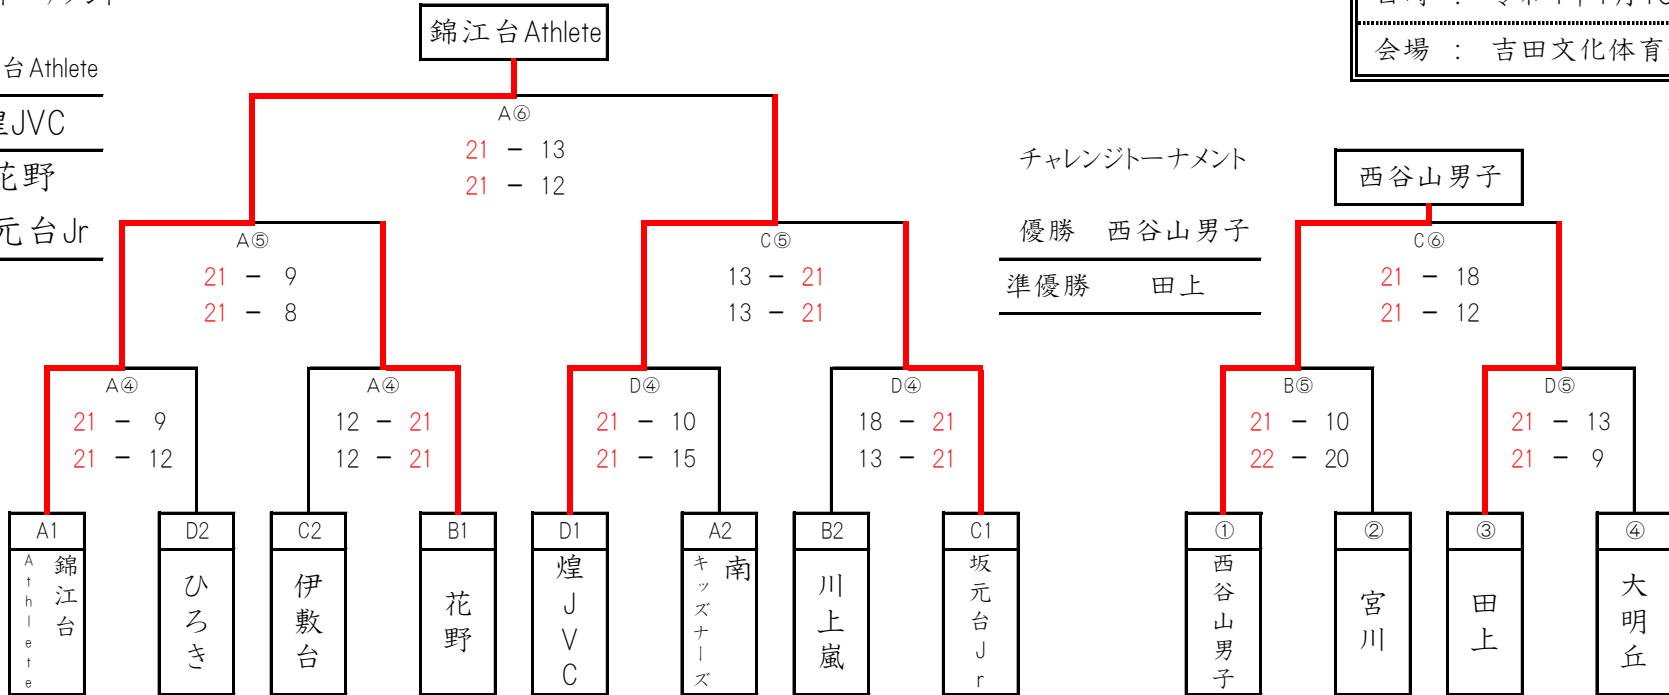 錦江台Athlete
会場 : 吉田文化体育
台Athlete
JVC
花野
元台Jr
A⑥
21 - 13
21 - 12
チャレンジトーナメント
優勝 西谷山男子
準優勝 田上
西谷山男子
A⑤
21 - 9
21 - 8
C⑤
13 - 21
13 - 21
C⑥
21 - 18
21 - 12
A④
21 - 9
21 - 12
A④
12 - 21
12 - 21
D④
21 - 10
21 - 15
D④
18 - 21
13 - 21
B⑤
21 - 10
22 - 20
D⑤
21 - 13
21 - 9
A1
錦江台
Athlete
D2
ひろき
C2
伊敷台
B1
花野
D1
煌JVC
A2
南
キッズナーズ
B2
川上嵐
C1
坂元台Jr
①
西谷山男子
②
宮川
③
田上
④
大明丘